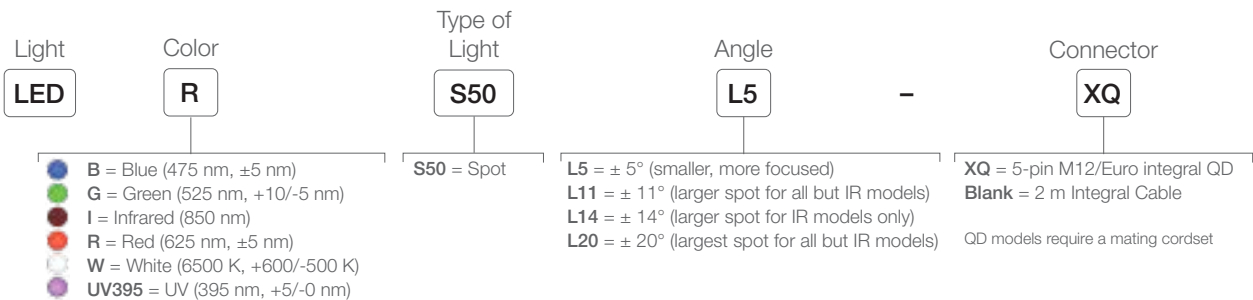 Light
Color
Type of
Light
Angle
Connector
LED
R
S50
L5
–
XQ
B = Blue (475 nm, ±5 nm)
G = Green (525 nm, +10/-5 nm)
I = Infrared (850 nm)
R = Red (625 nm, ±5 nm)
W = White (6500 K, +600/-500 K)
UV395 = UV (395 nm, +5/-0 nm)
S50 = Spot
L5 = ± 5° (smaller, more focused)
L11 = ± 11° (larger spot for all but IR models)
L14 = ± 14° (larger spot for IR models only)
L20 = ± 20° (largest spot for all but IR models)
XQ = 5-pin M12/Euro integral QD
Blank = 2 m Integral Cable
QD models require a mating cordset